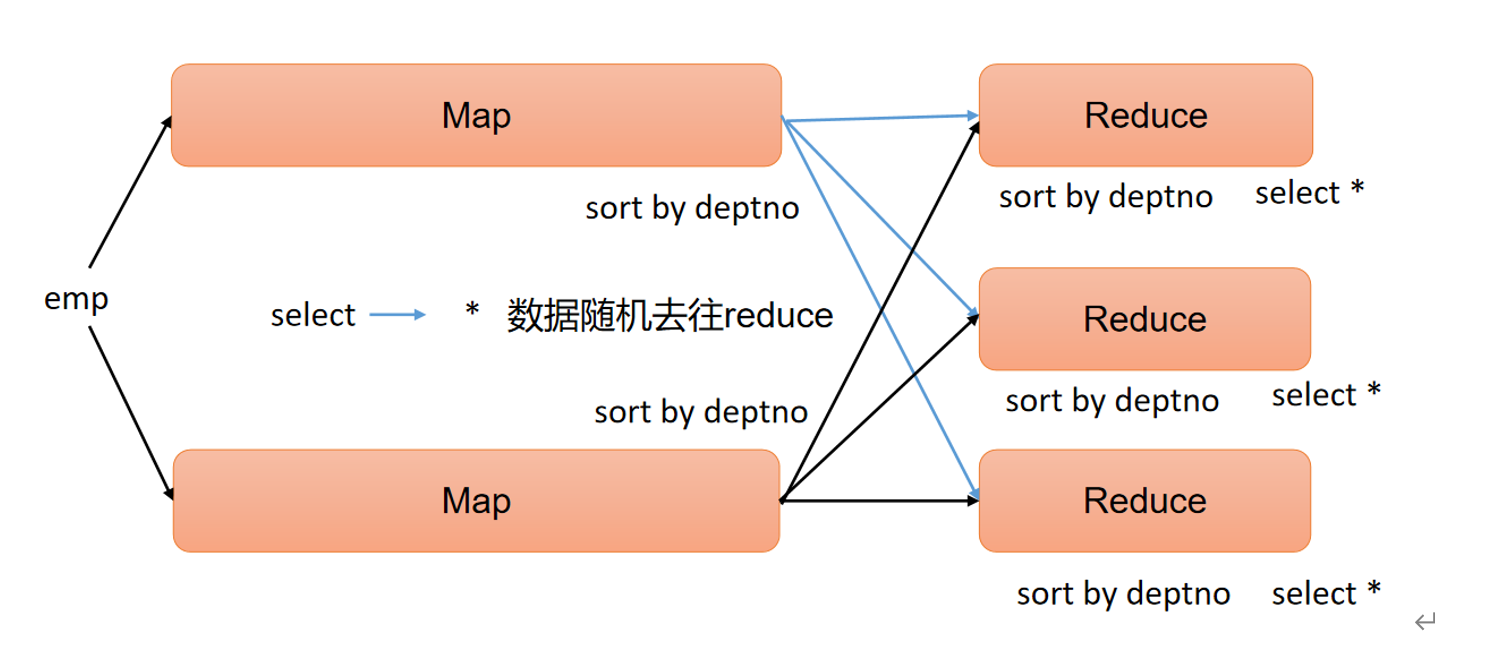 Map
Reduce
sort by deptno
sort by deptno
select *
emp
select
* 数据随机去往reduce
Reduce
sort by deptno
sort by deptno
select *
Map
Reduce
sort by deptno
select *